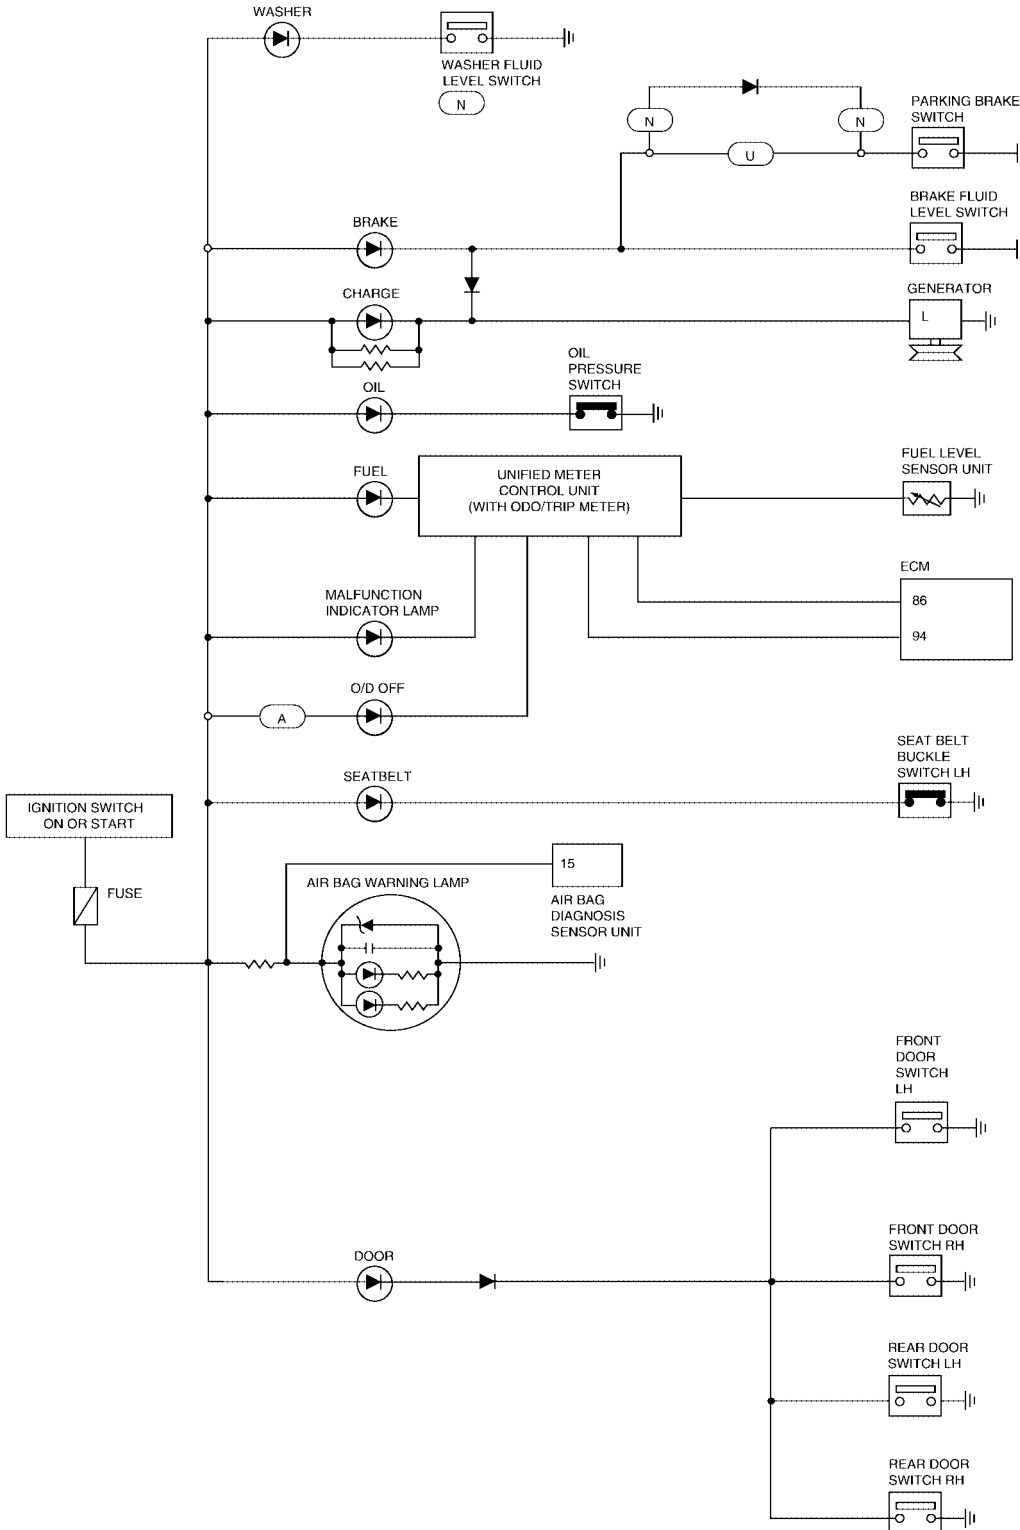 WASHER
WASHER FLUID
LEVEL SWITCH
N
N
N
U
PARKING BRAKE
SWITCH
BRAKE
BRAKE FLUID
LEVEL SWITCH
CHARGE
GENERATOR
L
OIL
PRESSURE
SWITCH
OIL
FUEL
UNIFIED METER
CONTROL UNIT
(WITH ODO/TRIP METER)
FUEL LEVEL
SENSOR UNIT
ECM
86
94
MALFUNCTION
INDICATOR LAMP
O/D OFF
A
SEATBELT
SEAT BELT
BUCKLE
SWITCH LH
IGNITION SWITCH
ON OR START
FUSE
AIR BAG WARNING LAMP
15
AIR BAG
DIAGNOSIS
SENSOR UNIT
FRONT
DOOR
SWITCH
LH
DOOR
FRONT DOOR
SWITCH RH
REAR DOOR
SWITCH LH
REAR DOOR
SWITCH RH